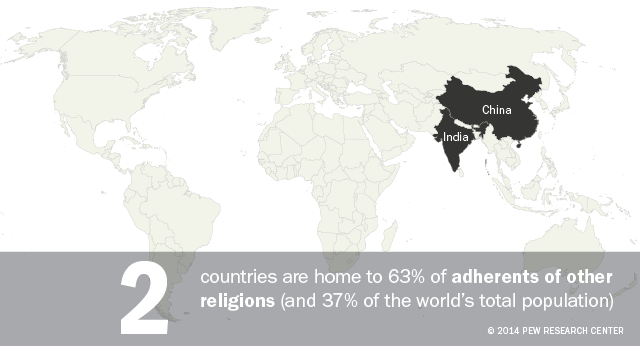 China
India
2
countries are home to 63% of adherents of other
religions (and 37% of the world's total population)
© 2014 PEW RESEARCH CENTER